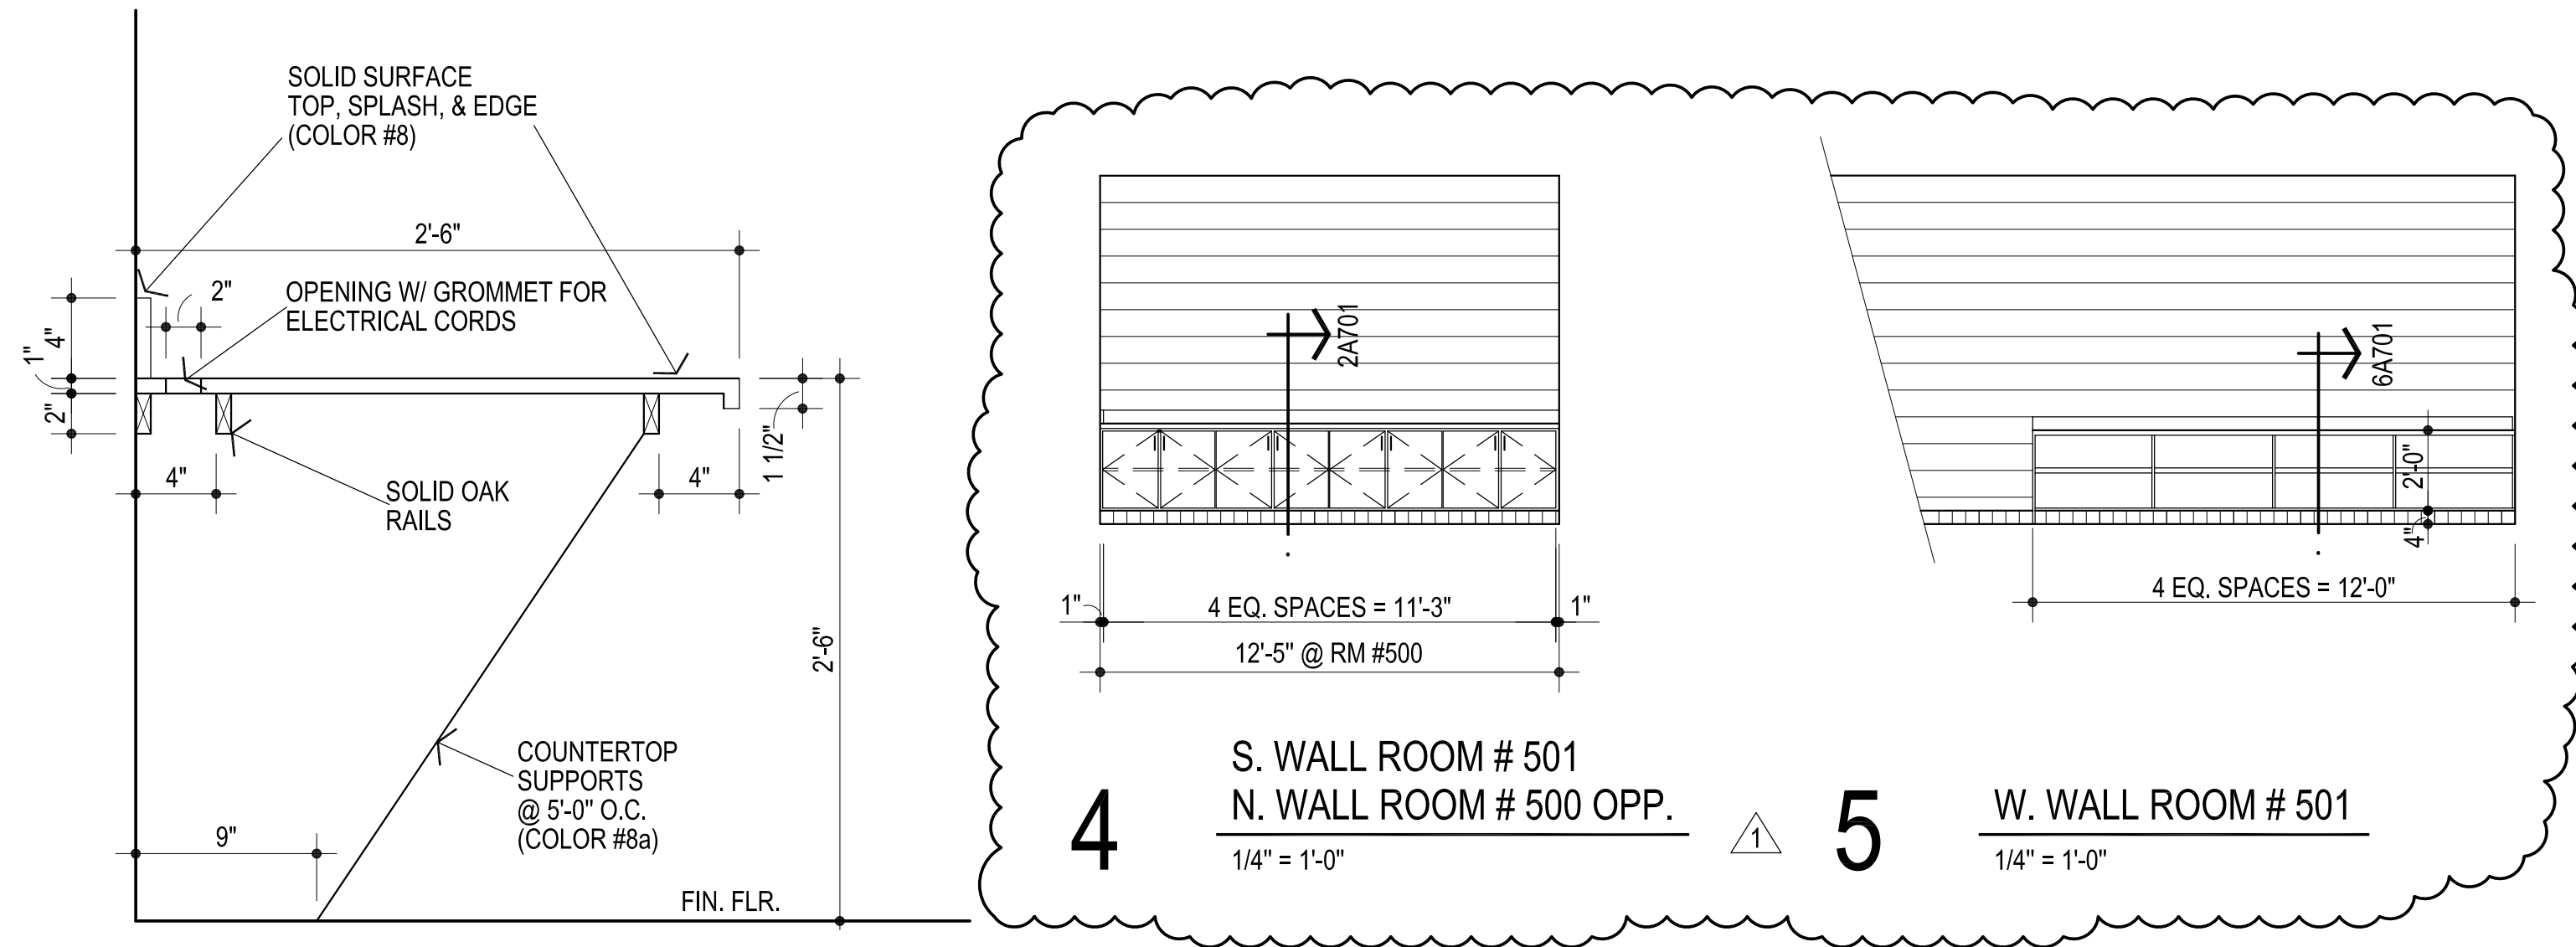 SOLID SURFACE
TOP, SPLASH, & EDGE
(COLOR #8)
2'-6"
2"
OPENING W/ GROMMET FOR
ELECTRICAL CORDS
1"
4"
2"
4"
SOLID OAK
RAILS
4"
1 1/2"
2'-6"
COUNTERTOP
SUPPORTS
@ 5'-0" O.C.
(COLOR #8a)
9"
FIN. FLR.
2A701
1"
4 EQ. SPACES = 11'-3"
1"
12'-5" @ RM #500
4
S. WALL ROOM # 501
N. WALL ROOM # 500 OPP.
1/4" = 1'-0"
1
6A701
2'-0"
4"
4 EQ. SPACES = 12'-0"
5
W. WALL ROOM # 501
1/4" = 1'-0"